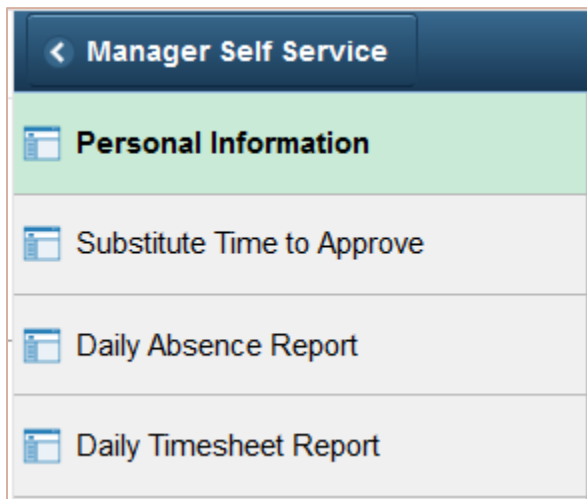 Manager Self Service
Personal Information
Substitute Time to Approve
Daily Absence Report
Daily Timesheet Report